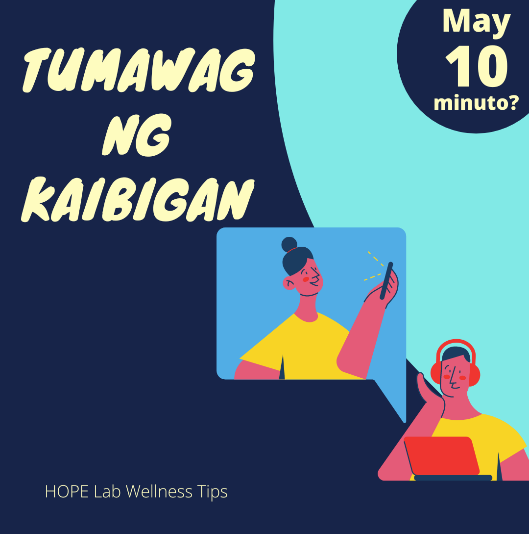 TUMAWAG
NG
KAIBIGAN
May
10
minuto?
HOPE Lab Wellness Tips